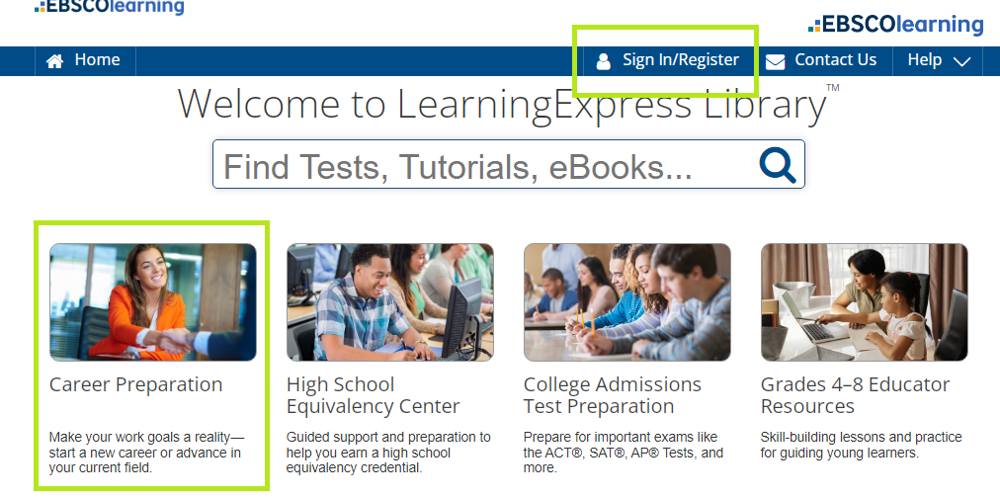 EBSCOlearning
EBSCOlearning
Home
Sign In/Register
Contact Us
Help
Welcome to LearningExpress Library™
Find Tests, Tutorials, eBooks...
Career Preparation
Make your work goals a reality—
start a new career or advance in
your current field.
High School
Equivalency Center
Guided support and preparation to
help you earn a high school
equivalency credential.
College Admissions
Test Preparation
Prepare for important exams like
the ACT®, SAT®, AP® Tests, and
more.
Grades 4–8 Educator
Resources
Skill-building lessons and practice
for guiding young learners.